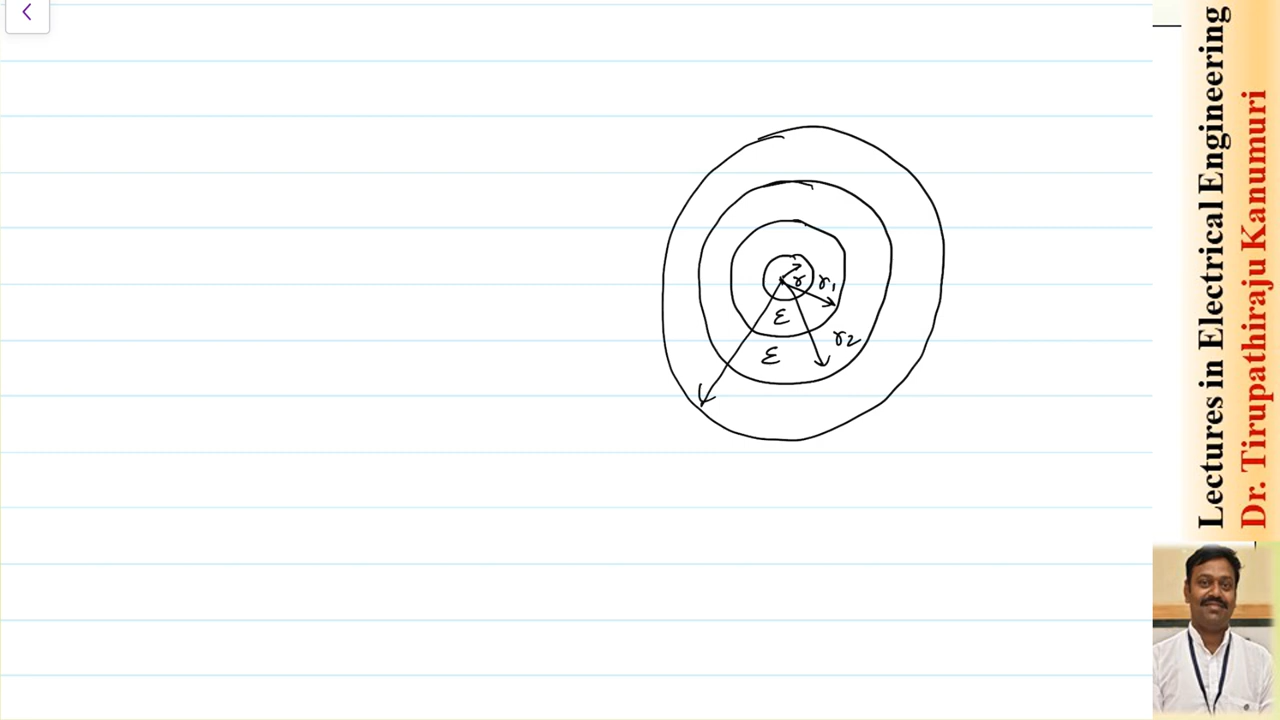 r r₁
ε
r₂
ε
Lectures in Electrical Engineering
Dr. Tirupathiraju Kanumuri